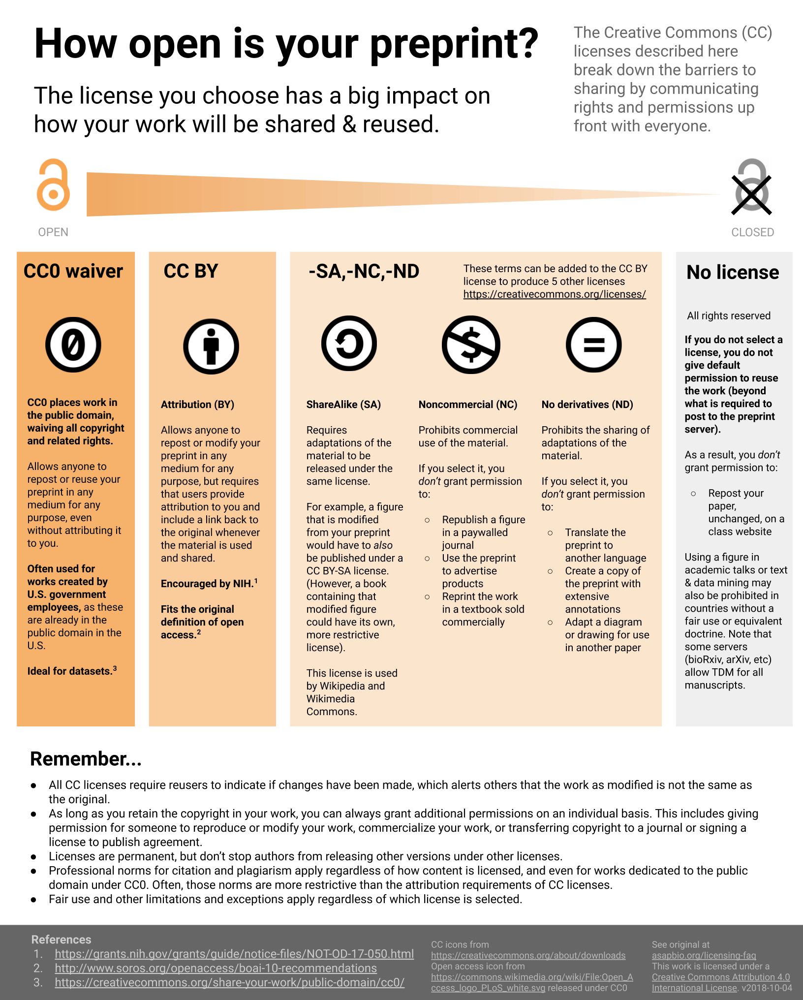 How open is your preprint?
The license you choose has a big impact on
how your work will be shared & reused.
The Creative Commons (CC)
licenses described here
break down the barriers to
sharing by communicating
rights and permissions up
front with everyone.
OPEN
CLOSED
CC0 waiver
CC0 places work in
the public domain,
waiving all copyright
and related rights.
Allows anyone to
repost or reuse your
preprint in any
medium for any
purpose, even
without attributing it
to you.
Often used for
works created by
U.S. government
employees, as these
are already in the
public domain in the
U.S.
Ideal for datasets.3
CC BY
Attribution (BY)
Allows anyone to
repost or modify your
preprint in any
medium for any
purpose, but requires
that users provide
attribution to you and
include a link back to
the original whenever
the material is used
and shared.
Encouraged by NIH.1
Fits the original
definition of open
access.2
-SA,-NC,-ND
These terms can be added to the CC BY
license to produce 5 other licenses
https://creativecommons.org/licenses/
ShareAlike (SA)
Requires
adaptations of the
material to be
released under the
same license.
For example, a figure
that is modified
from your preprint
would have to also
be published under a
CC BY-SA license.
(However, a book
containing that
modified figure
could have its own,
more restrictive
license).
This license is used
by Wikipedia and
Wikimedia
Commons.
Noncommercial (NC)
Prohibits commercial
use of the material.
If you select it, you
don't grant permission
to:
○ Republish a figure
in a paywalled
journal
○ Use the preprint
to advertise
products
○ Reprint the work
in a textbook sold
commercially
No derivatives (ND)
Prohibits the sharing of
adaptations of the
material.
If you select it, you
don't grant permission
to:
○ Translate the
preprint to
another language
○ Create a copy of
the preprint with
extensive
annotations
○ Adapt a diagram
or drawing for use
in another paper
No license
All rights reserved
If you do not select a
license, you do not
give default
permission to reuse
the work (beyond
what is required to
post to the preprint
server).
As a result, you don't
grant permission to:
○ Repost your
paper,
unchanged, on a
class website
Using a figure in
academic talks or text
& data mining may
also be prohibited in
countries without a
fair use or equivalent
doctrine. Note that
some servers
(bioRxiv, arXiv, etc)
allow TDM for all
manuscripts.
Remember...
● All CC licenses require reusers to indicate if changes have been made, which alerts others that the work as modified is not the same as
the original.
● As long as you retain the copyright in your work, you can always grant additional permissions on an individual basis. This includes giving
permission for someone to reproduce or modify your work, commercialize your work, or transferring copyright to a journal or signing a
license to publish agreement.
● Licenses are permanent, but don't stop authors from releasing other versions under other licenses.
● Professional norms for citation and plagiarism apply regardless of how content is licensed, and even for works dedicated to the public
domain under CC0. Often, those norms are more restrictive than the attribution requirements of CC licenses.
● Fair use and other limitations and exceptions apply regardless of which license is selected.
References
1. https://grants.nih.gov/grants/guide/notice-files/NOT-OD-17-050.html
2. http://www.soros.org/openaccess/boai-10-recommendations
3. https://creativecommons.org/share-your-work/public-domain/cc0/
CC icons from
https://creativecommons.org/about/downloads
Open access icon from
https://commons.wikimedia.org/wiki/File:Open_A
ccess_logo_PLoS_white.svg released under CC0
See original at
asapbio.org/licensing-faq
This work is licensed under a
Creative Commons Attribution 4.0
International License. v2018-10-04